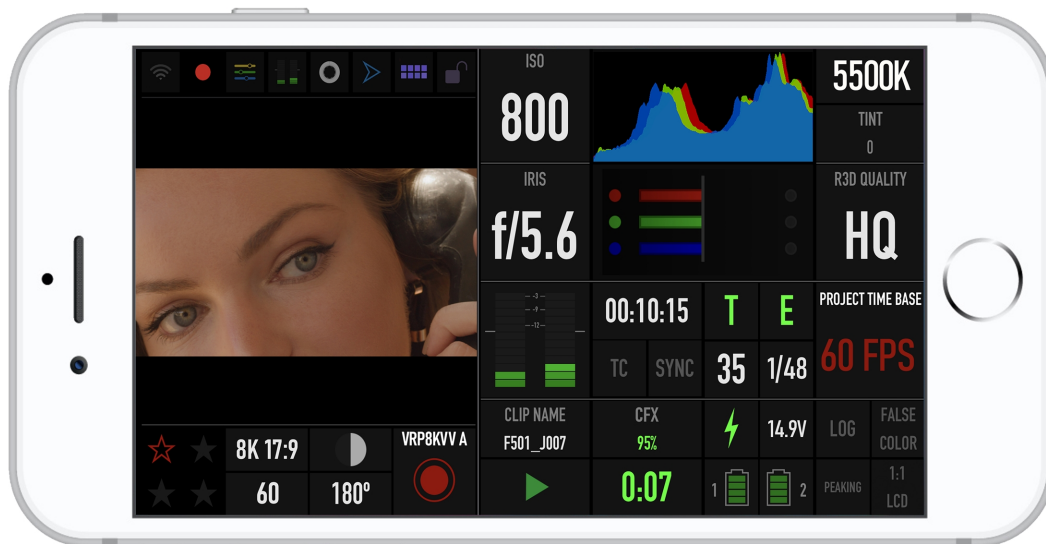 ISO
800
5500K
TINT
0
IRIS
f/5.6
R3D QUALITY
HQ
-3-
-9-
-12-
00:10:15
T
E
PROJECT TIME BASE
60 FPS
TC
SYNC
35
1/48
8K 17:9
60
180º
VRP8KVV A
CLIP NAME
F501_J007
CFX
95%
14.9V
LOG
FALSE
COLOR
0:07
1
2
PEAKING
1:1
LCD